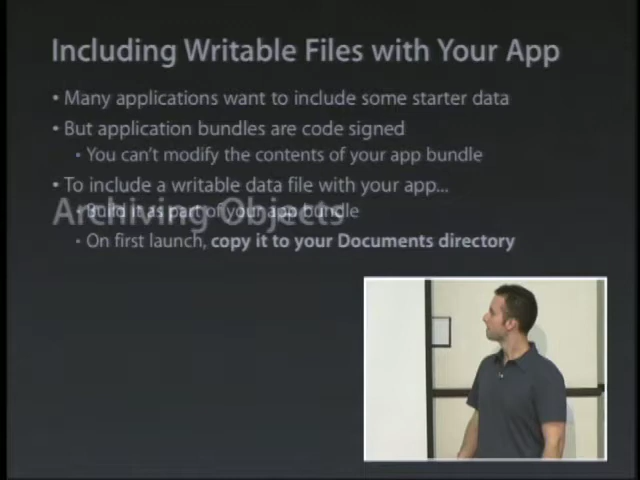 Including Writable Files with Your App
• Many applications want to include some starter data
• But application bundles are code signed
• You can't modify the contents of your app bundle
• To include a writable data file with your app...
• Build it as part of your app bundle
Archiving Objects
• On first launch, copy it to your Documents directory